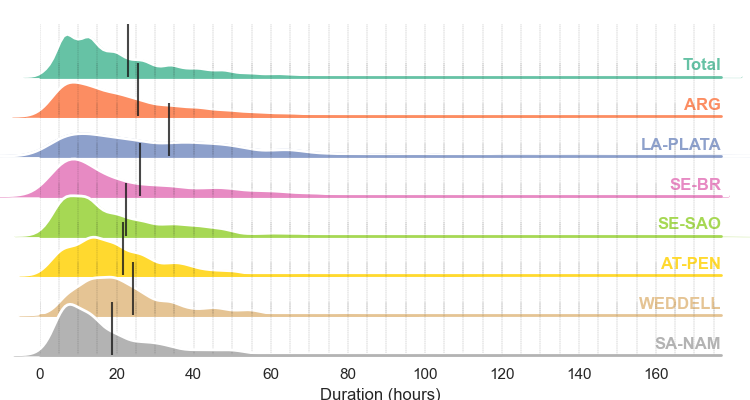 Total
ARG
LA-PLATA
SE-BR
SE-SAO
AT-PEN
WEDDELL
SA-NAM
0 20 40 60 80 100 120 140 160
Duration (hours)